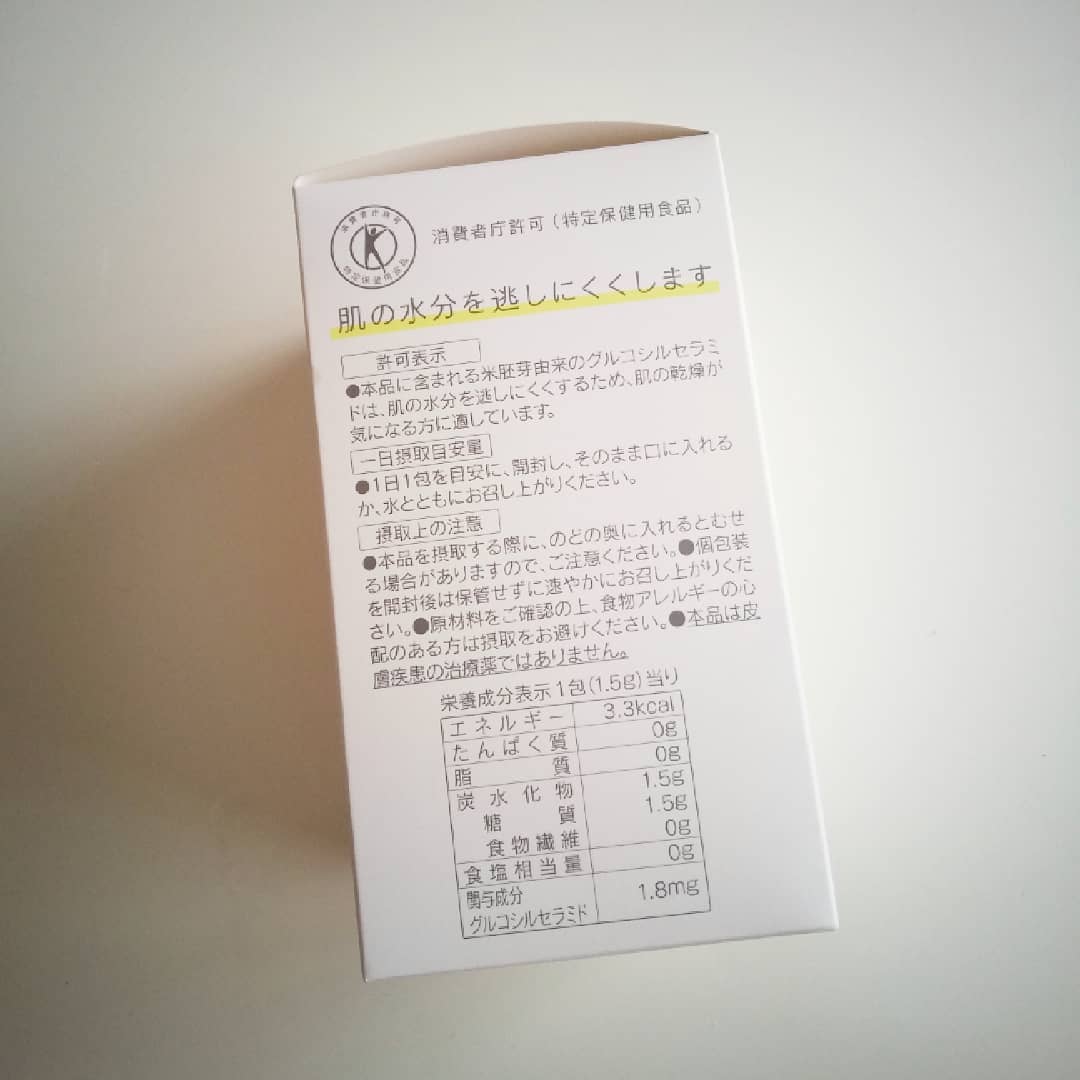 消費者庁許可
特定保健用食品
消費者庁許可(特定保健用食品)
肌の水分を逃しにくくします
許可表示
●本品に含まれる米胚芽由来のグルコシルセラミ
ドは、肌の水分を逃しにくくするため、肌の乾燥が
気になる方に適しています。
一日摂取目安量
●1日1包を目安に、開封し、そのまま口に入れる
か、水とともにお召し上がりください。
摂取上の注意
●本品を摂取する際に、のどの奥に入れるとむせ
る場合がありますので、ご注意ください。●個包装
を開封後は保管せずに速やかにお召し上がりくだ
さい。●原材料をご確認の上、食物アレルギーの心
配のある方は摂取をお避けください。●本品は皮
膚疾患の治療薬ではありません。
栄養成分表示1包(1.5g)当り
エネルギー 3.3kcal
たんぱく質 0g
脂質 0g
炭水化物 1.5g
糖質 1.5g
食物繊維 0g
食塩相当量 0g
関与成分
グルコシルセラミド 1.8mg